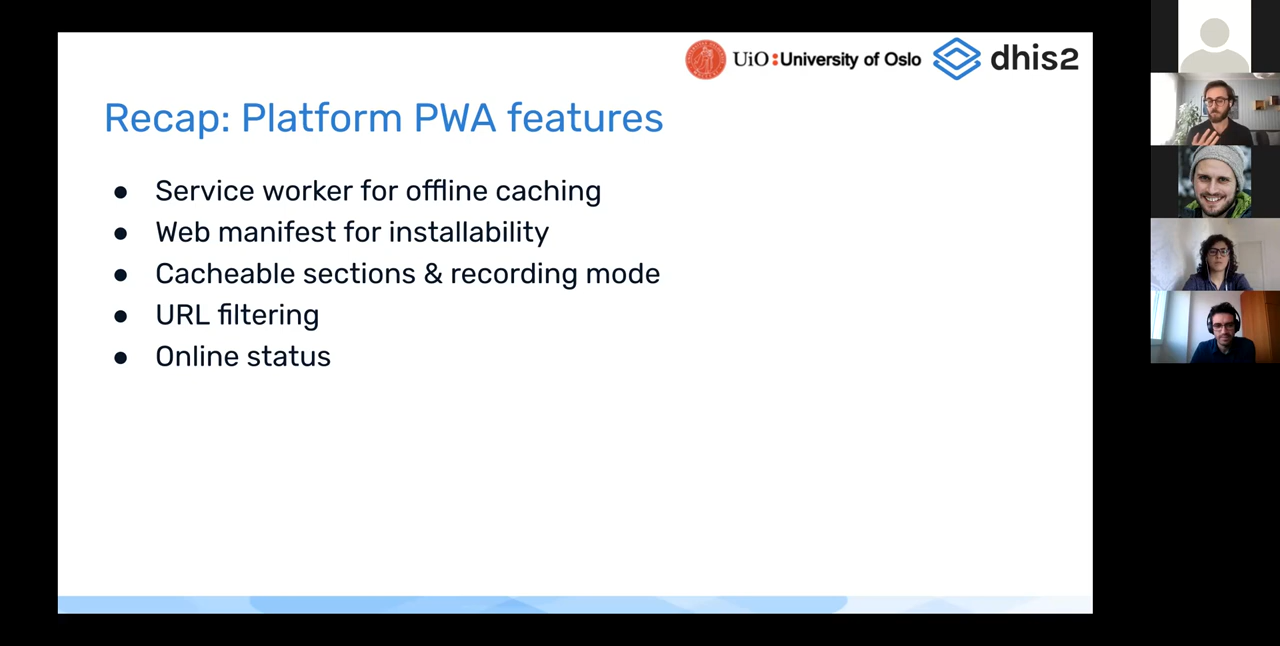 UiO:University of Oslo
dhis2
Recap: Platform PWA features
● Service worker for offline caching
● Web manifest for installability
● Cacheable sections & recording mode
● URL filtering
● Online status